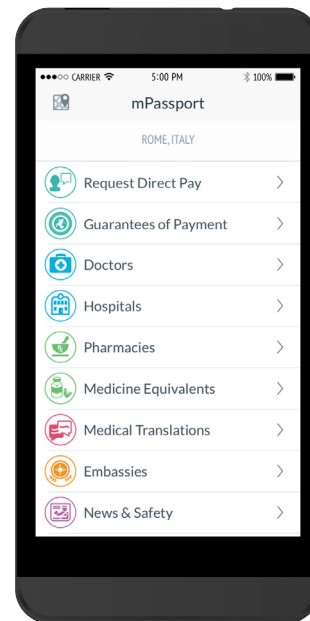 CARRIER 5:00 PM 100%
mPassport
ROME, ITALY
Request Direct Pay
Guarantees of Payment
Doctors
Hospitals
Pharmacies
Medicine Equivalents
Medical Translations
Embassies
News & Safety